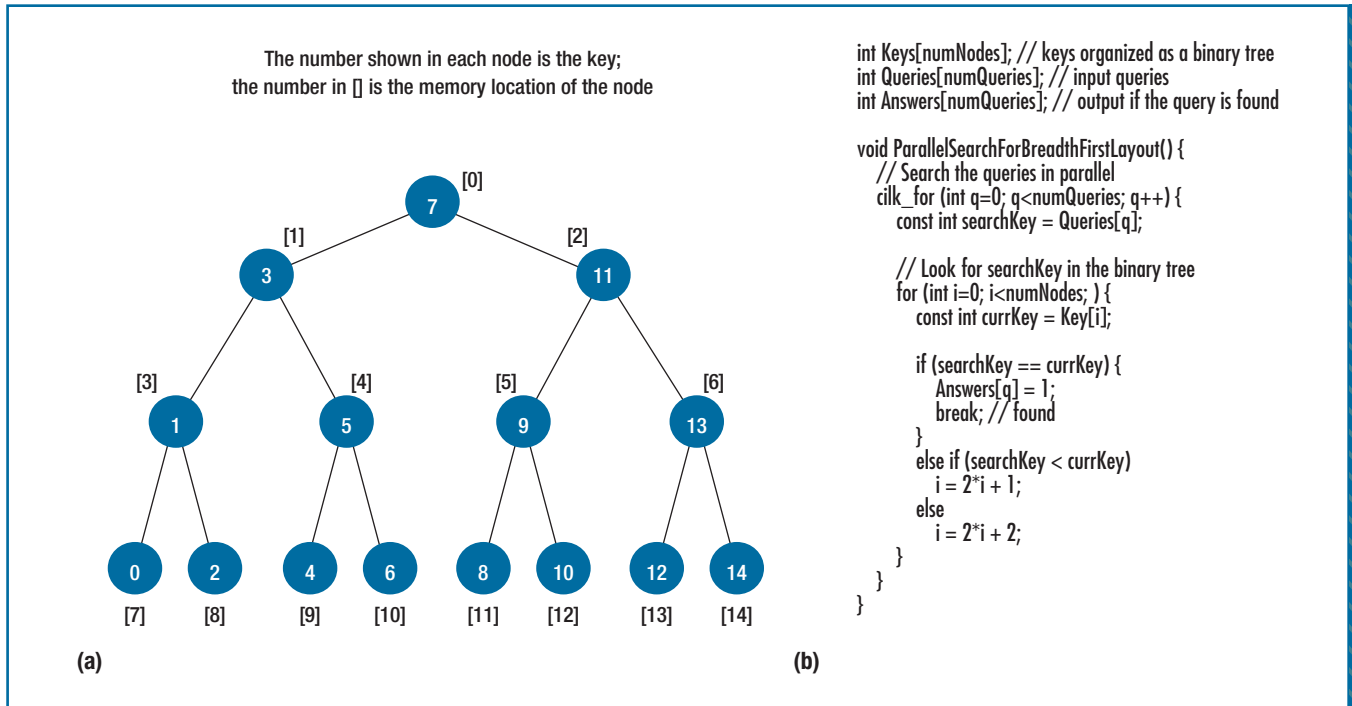 The number shown in each node is the key;
the number in [] is the memory location of the node
[0]
7
[1]
[2]
3
11
[3]
[4]
[5]
[6]
1
5
9
13
0
2
4
6
8
10
12
14
[7]
[8]
[9]
[10]
[11]
[12]
[13]
[14]
(a)
int Keys[numNodes]; // keys organized as a binary tree
int Queries[numQueries]; // input queries
int Answers[numQueries]; // output if the query is found
void ParallelSearchForBreadthFirstLayout() {
// Search the queries in parallel
cilk_for (int q=0; q<numQueries; q++) {
const int searchKey = Queries[q];
// Look for searchKey in the binary tree
for (int i=0; i<numNodes; ) {
const int currKey = Key[i];
if (searchKey == currKey) {
Answers[q] = 1;
break; // found
}
else if (searchKey < currKey)
i = 2*i + 1;
else
i = 2*i + 2;
}
}
}
(b)